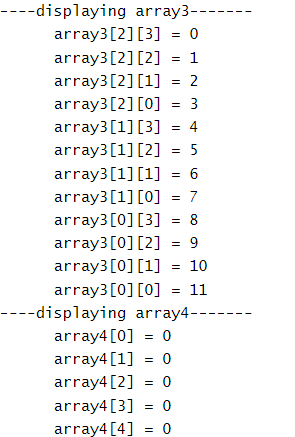 ----displaying array3-------
array3[2][3] = 0
array3[2][2] = 1
array3[2][1] = 2
array3[2][0] = 3
array3[1][3] = 4
array3[1][2] = 5
array3[1][1] = 6
array3[1][0] = 7
array3[0][3] = 8
array3[0][2] = 9
array3[0][1] = 10
array3[0][0] = 11
----displaying array4-------
array4[0] = 0
array4[1] = 0
array4[2] = 0
array4[3] = 0
array4[4] = 0